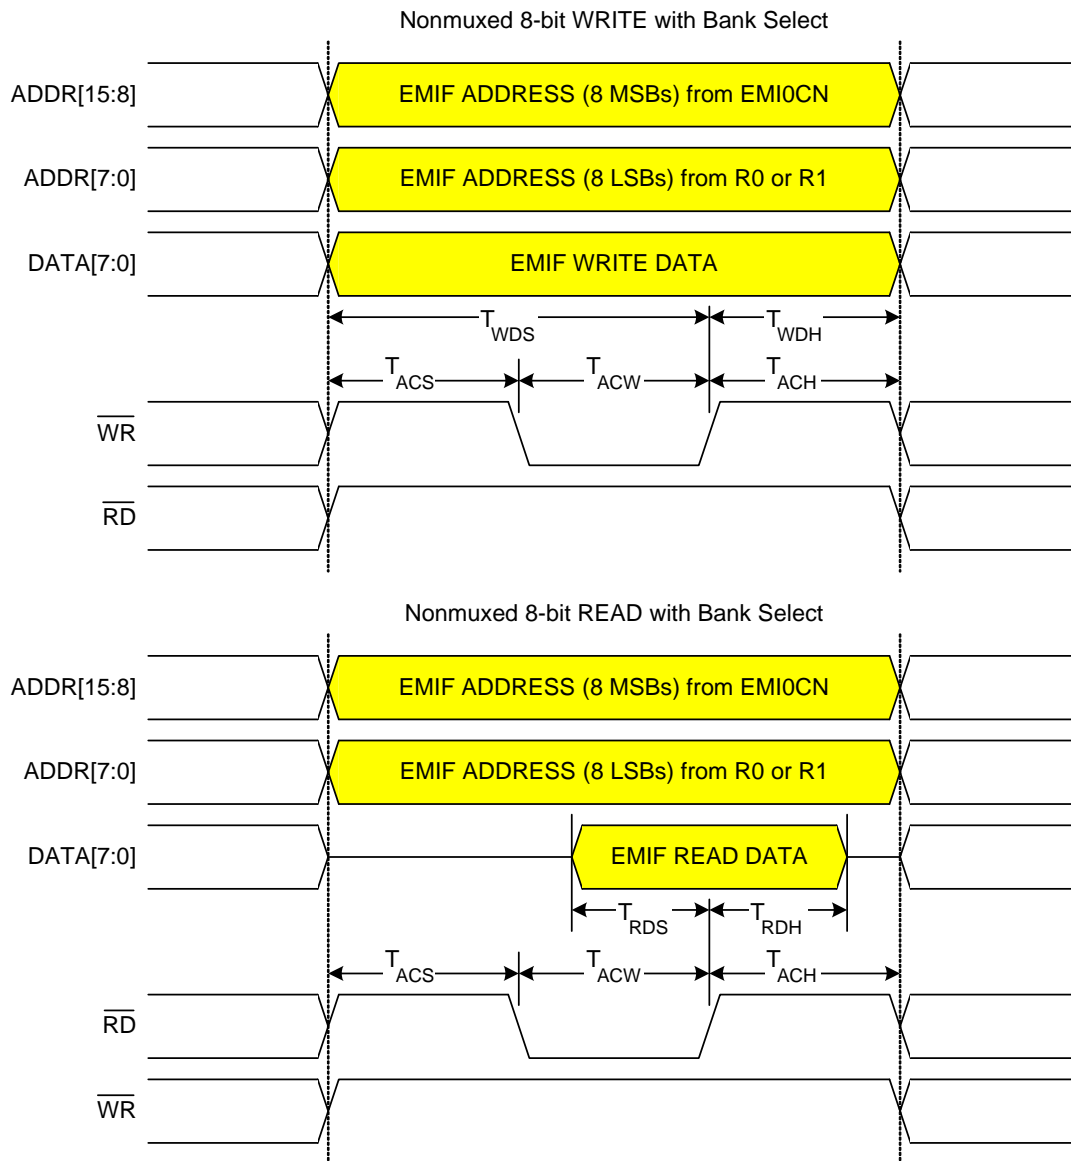 Nonmuxed 8-bit WRITE with Bank Select
ADDR[15:8]
EMIF ADDRESS (8 MSBs) from EMI0CN
ADDR[7:0]
EMIF ADDRESS (8 LSBs) from R0 or R1
DATA[7:0]
EMIF WRITE DATA
TWDS
TWDH
TACS
TACW
TACH
WR
RD
Nonmuxed 8-bit READ with Bank Select
ADDR[15:8]
EMIF ADDRESS (8 MSBs) from EMI0CN
ADDR[7:0]
EMIF ADDRESS (8 LSBs) from R0 or R1
DATA[7:0]
EMIF READ DATA
TRDS
TRDH
TACS
TACW
TACH
RD
WR